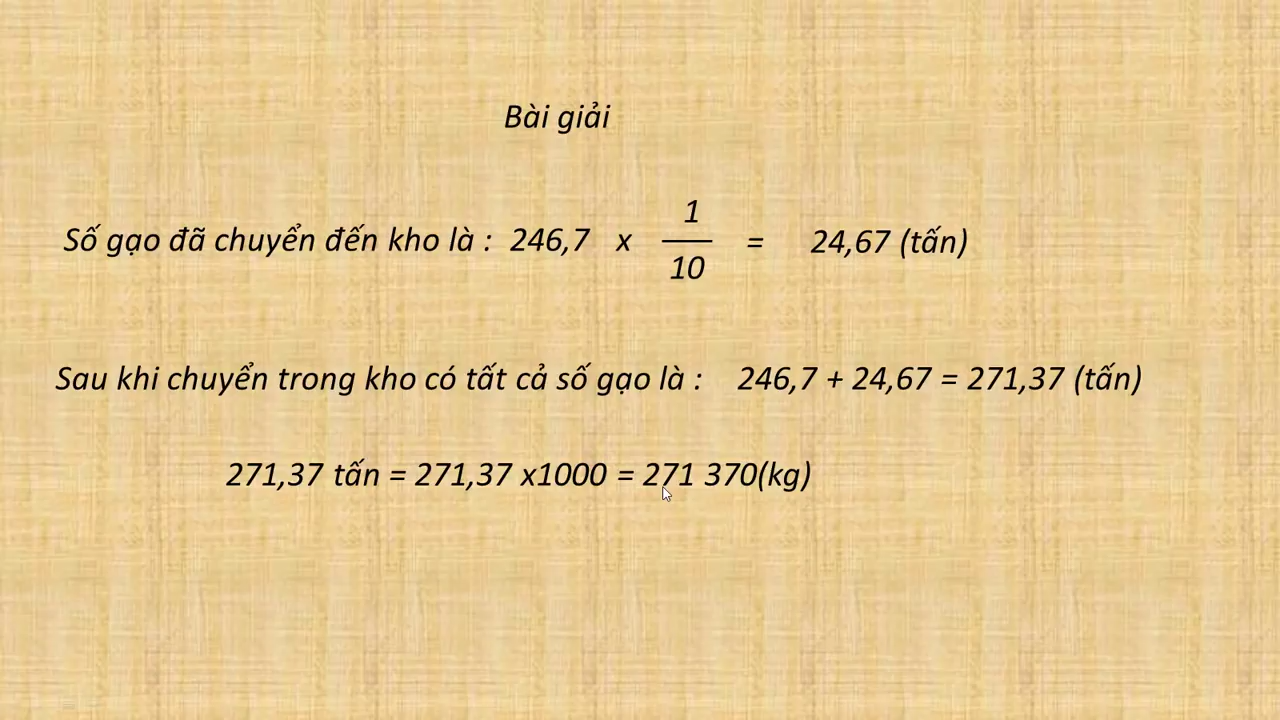 Bài giải
Số gạo đã chuyển đến kho là : 246,7 x 1/10 = 24,67 (tấn)
Sau khi chuyển trong kho có tất cả số gạo là : 246,7 + 24,67 = 271,37 (tấn)
271,37 tấn = 271,37 x1000 = 271 370(kg)